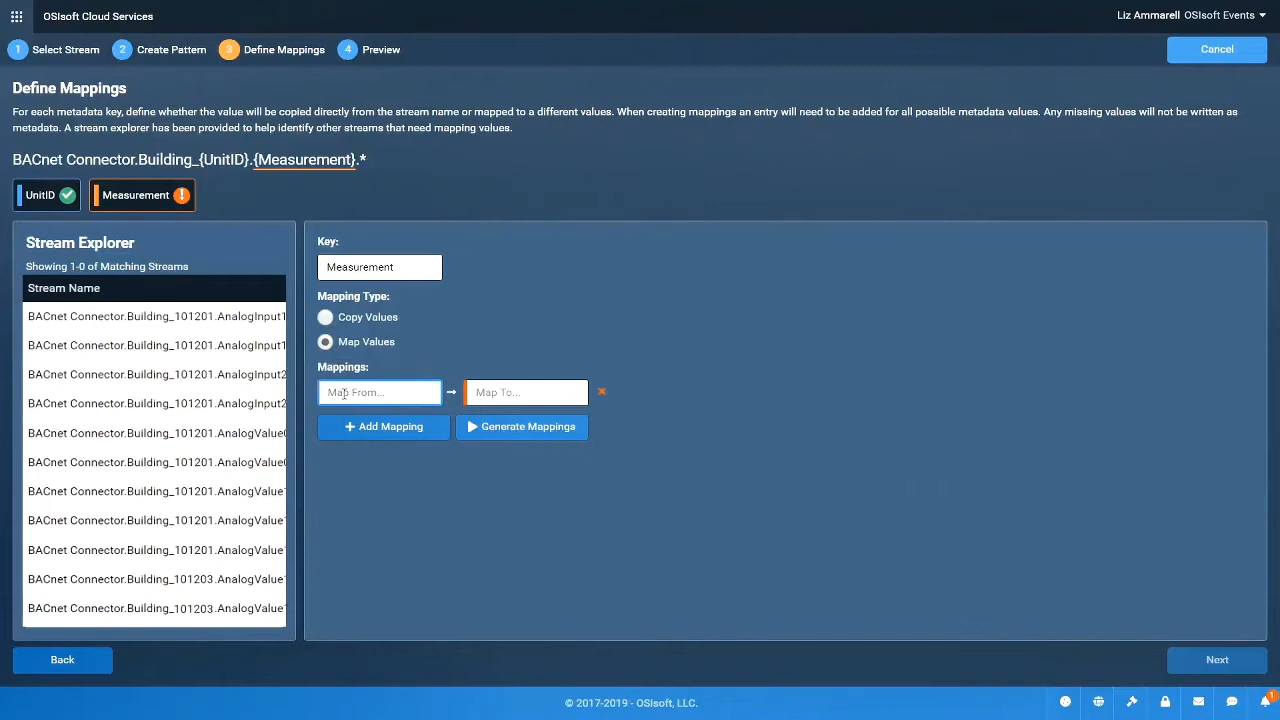 OSIsoft Cloud Services
Liz Ammarell OSIsoft Events
1 Select Stream 2 Create Pattern 3 Define Mappings 4 Preview
Cancel
Define Mappings
For each metadata key, define whether the value will be copied directly from the stream name or mapped to a different values. When creating mappings an entry will need to be added for all possible metadata values. Any missing values will not be written as
metadata. A stream explorer has been provided to help identify other streams that need mapping values.
BACnet Connector.Building_{UnitID}.{Measurement}.*
UnitID Measurement
Stream Explorer
Showing 1-0 of Matching Streams
Stream Name
BACnet Connector.Building_101201.AnalogInput1
BACnet Connector.Building_101201.AnalogInput1
BACnet Connector.Building_101201.AnalogInput2
BACnet Connector.Building_101201.AnalogInput2
BACnet Connector.Building_101201.AnalogValue0
BACnet Connector.Building_101201.AnalogValue0
BACnet Connector.Building_101201.AnalogValue1
BACnet Connector.Building_101201.AnalogValue1
BACnet Connector.Building_101201.AnalogValue1
BACnet Connector.Building_101203.AnalogValue1
BACnet Connector.Building_101203.AnalogValue1
Key:
Measurement
Mapping Type:
Copy Values
Map Values
Mappings:
Map From... → Map To...
+ Add Mapping Generate Mappings
Back
Next
© 2017-2019 - OSIsoft, LLC.
1